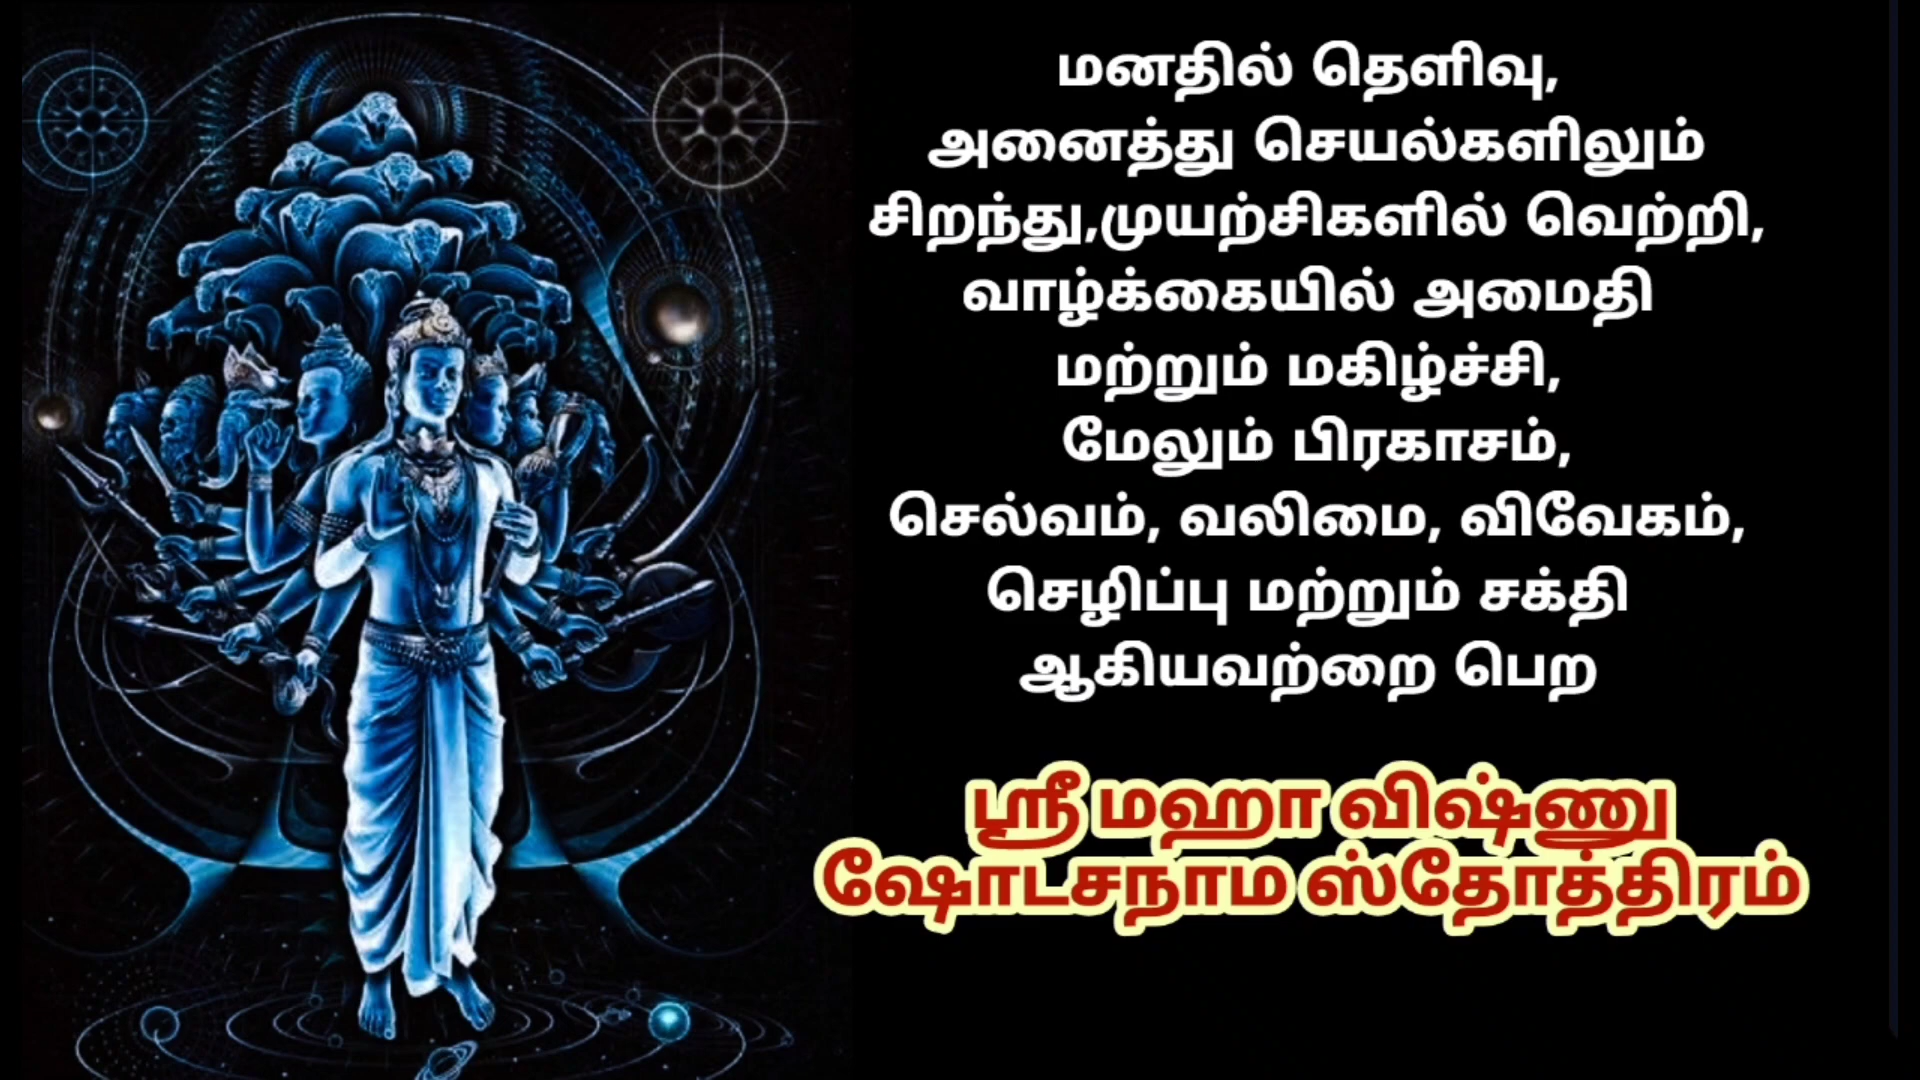 மனதில் தெளிவு,
அனைத்து செயல்களிலும்
சிறந்து,முயற்சிகளில் வெற்றி,
வாழ்க்கையில் அமைதி
மற்றும் மகிழ்ச்சி,
மேலும் பிரகாசம்,
செல்வம், வலிமை, விவேகம்,
செழிப்பு மற்றும் சக்தி
ஆகியவற்றை பெற
ஸ்ரீ மஹா விஷ்ணு
ஷோடசநாம ஸ்தோத்திரம்